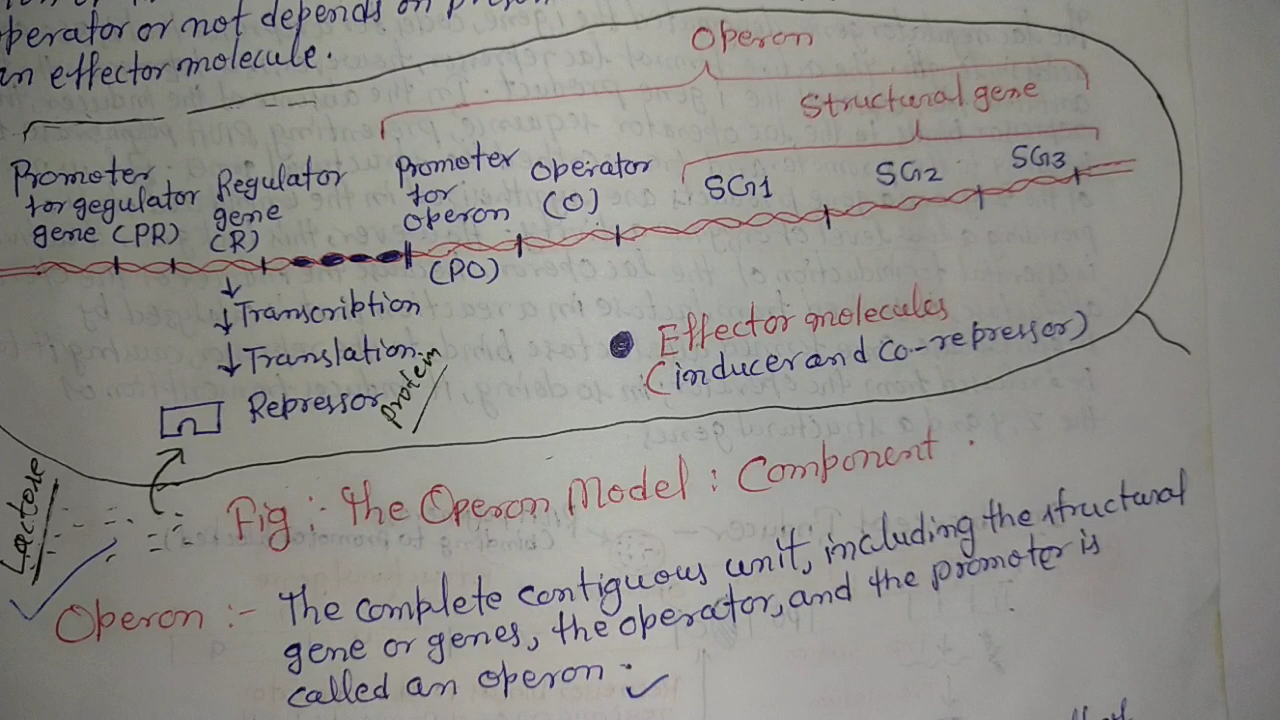 operator or not depends on
an effector molecule.
Operon
Structural gene
Promoter
for gegulator
gene (PR)
Regulator
gene
(R)
Promoter
for
operon
(PO)
Operator
(O)
SG1
SG2
SG3
Transcription
Translation
Repressor
Protein
Effector molecules
(inducer and co-repressor)
Lactose
Fig :- The Operon Model : Component.
Operon :- The complete contiguous unit, including the structural
gene or genes, the operator, and the promoter is
called an operon :